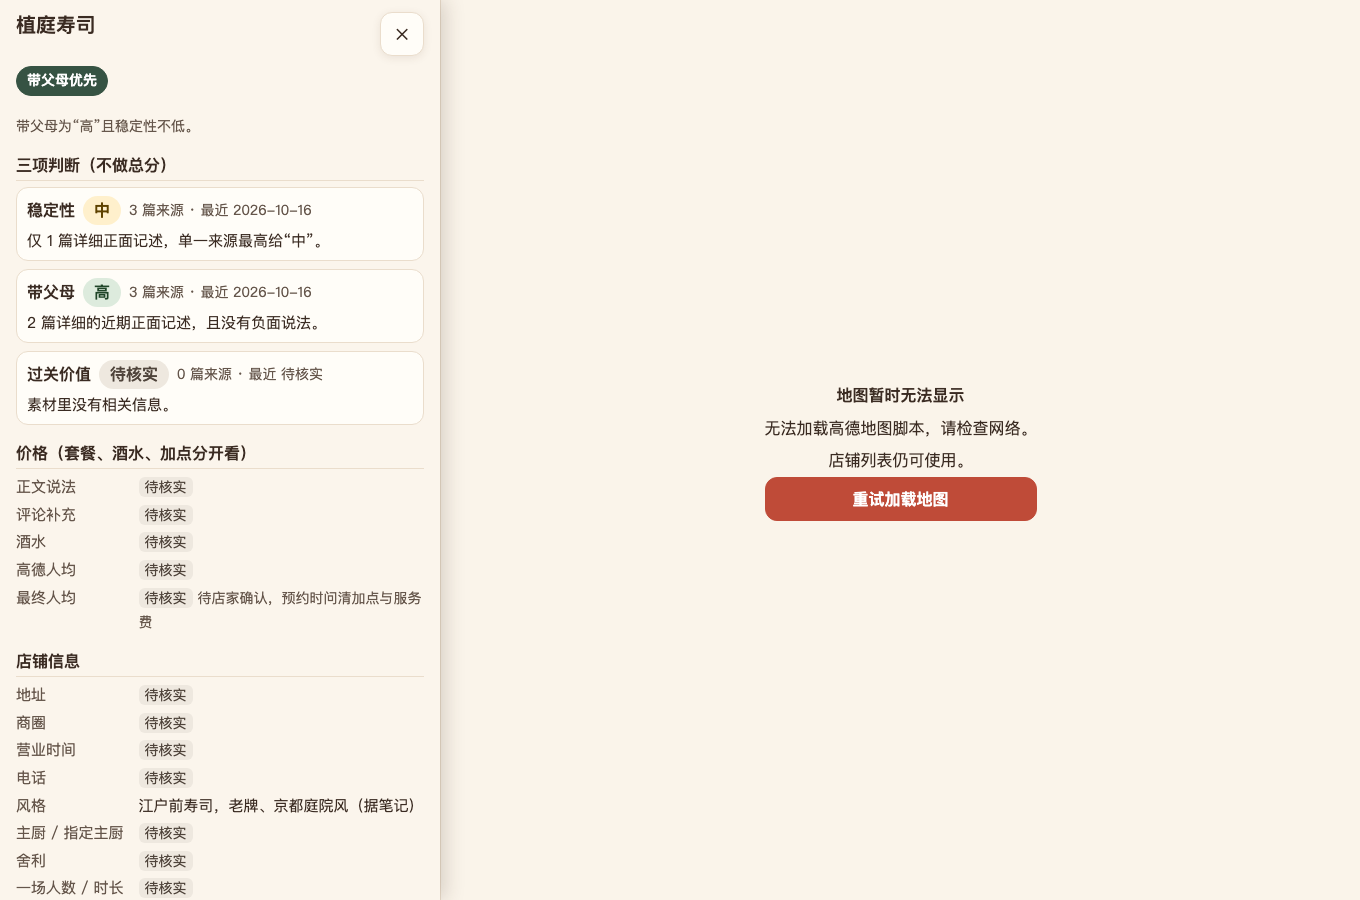 植庭寿司
带父母优先
带父母为“高”且稳定性不低。
三项判断（不做总分）
稳定性 中 3 篇来源 · 最近 2026-10-16
仅 1 篇详细正面记述，单一来源最高给“中”。
带父母 高 3 篇来源 · 最近 2026-10-16
2 篇详细的近期正面记述，且没有负面说法。
过关价值 待核实 0 篇来源 · 最近 待核实
素材里没有相关信息。
价格（套餐、酒水、加点分开看）
正文说法 待核实
评论补充 待核实
酒水 待核实
高德人均 待核实
最终人均 待核实 待店家确认，预约时问清加点与服务
费
店铺信息
地址 待核实
商圈 待核实
营业时间 待核实
电话 待核实
风格 江户前寿司，老牌、京都庭院风（据笔记）
主厨 / 指定主厨 待核实
舍利 待核实
一场人数 / 时长 待核实
地图暂时无法显示
无法加载高德地图脚本，请检查网络。
店铺列表仍可使用。
重试加载地图